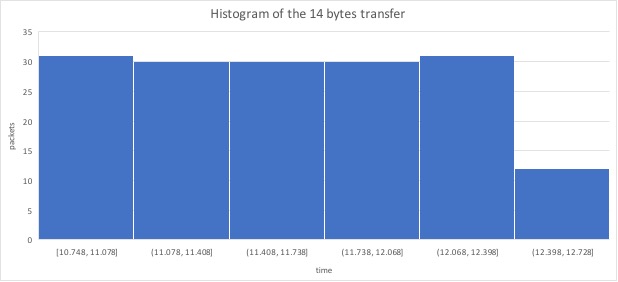 Histogram of the 14 bytes transfer
35
30
25
20
15
10
5
0
packets
[10.748, 11.078] (11.078, 11.408] (11.408, 11.738] (11.738, 12.068] (12.068, 12.398] (12.398, 12.728]
time